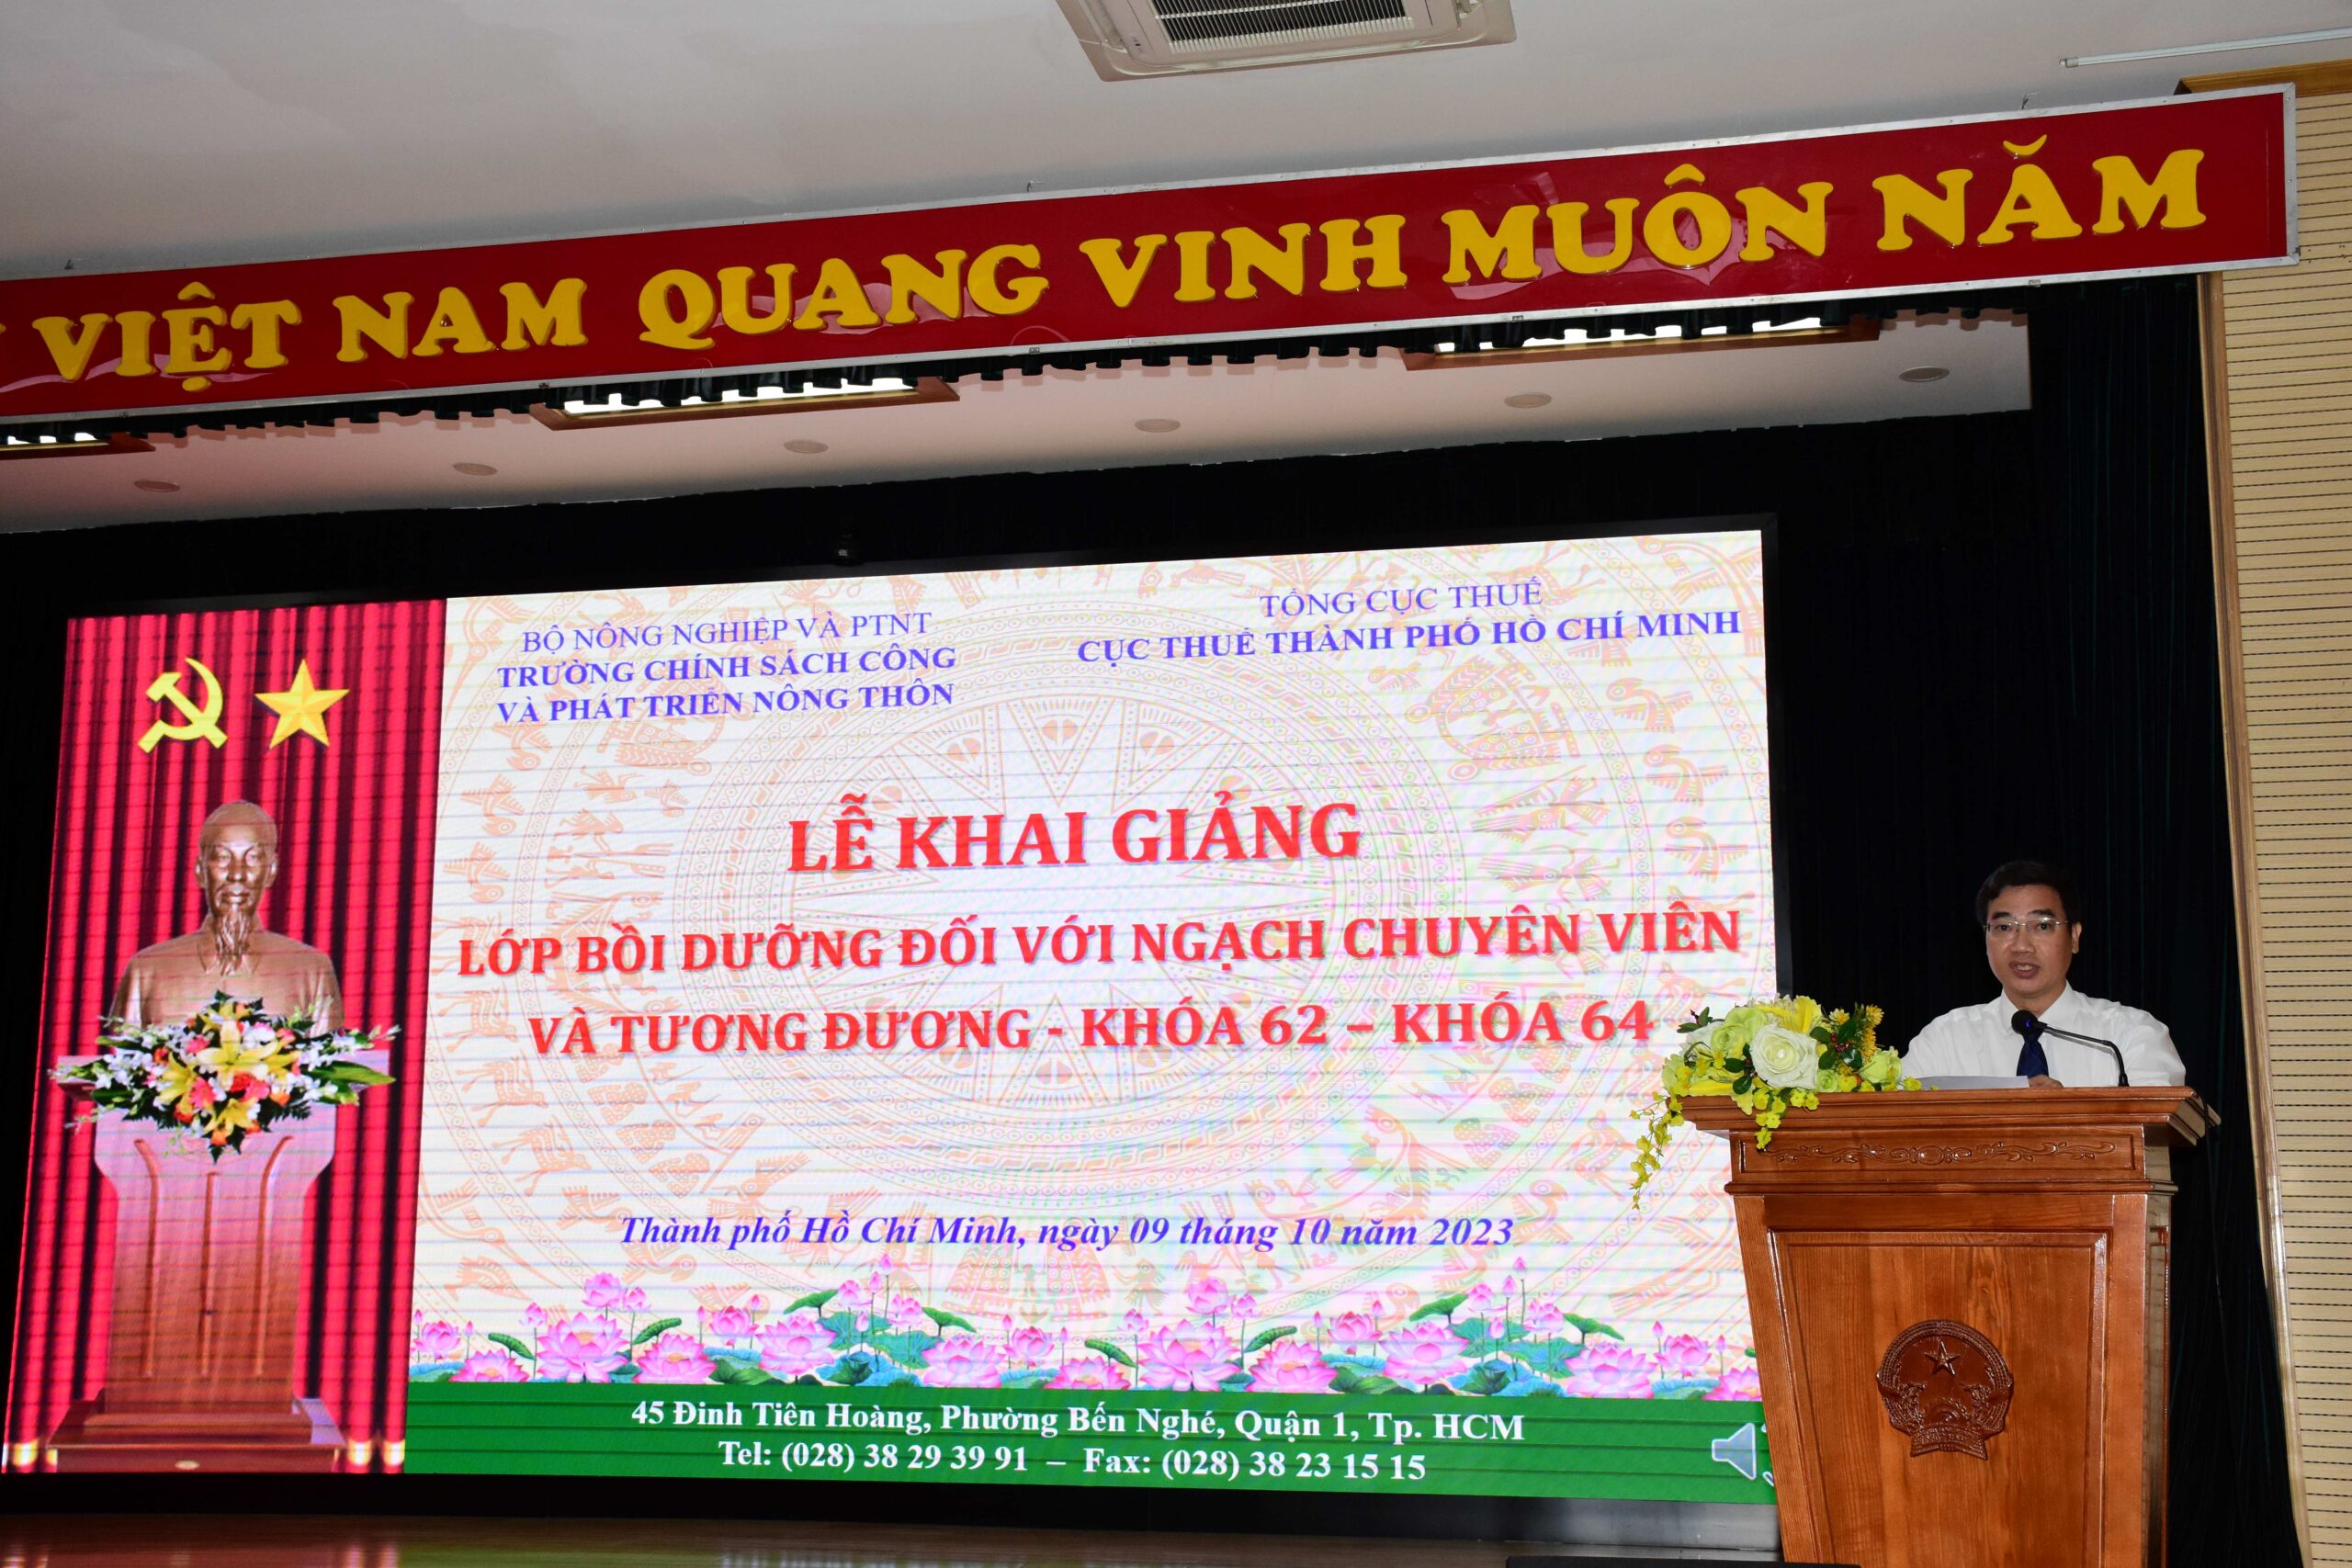 VIỆT NAM QUANG VINH MUÔN NĂM
BỘ NÔNG NGHIỆP VÀ PTNT
TRƯỜNG CHÍNH SÁCH CÔNG
VÀ PHÁT TRIỂN NÔNG THÔN
TỔNG CỤC THUẾ
CỤC THUẾ THÀNH PHỐ HỒ CHÍ MINH
LỄ KHAI GIẢNG
LỚP BỒI DƯỠNG ĐỐI VỚI NGẠCH CHUYÊN VIÊN
VÀ TƯƠNG ĐƯƠNG - KHÓA 62 – KHÓA 64
Thành phố Hồ Chí Minh, ngày 09 tháng 10 năm 2023
45 Đinh Tiên Hoàng, Phường Bến Nghé, Quận 1, Tp. HCM
Tel: (028) 38 29 39 91 – Fax: (028) 38 23 15 15